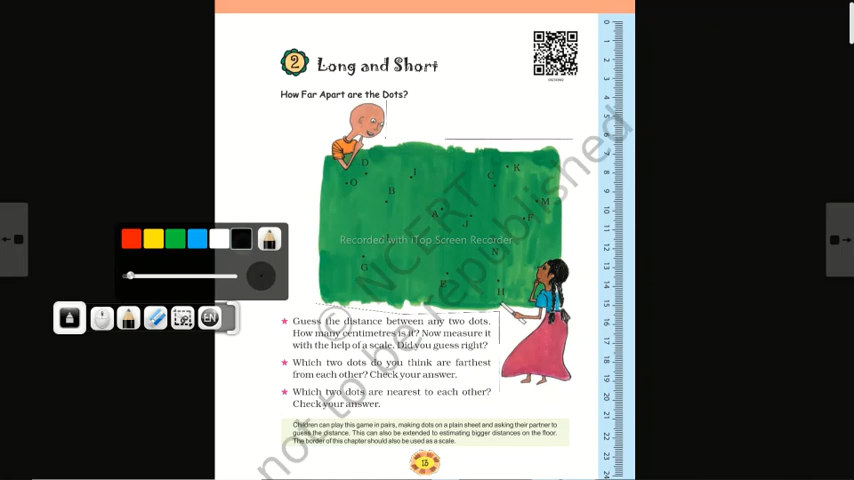 2 Long and Short
How Far Apart are the Dots?
D
I
K
C
O
B
M
A
J
F
Recorded with iTop Screen Recorder
N
G
E
H
★ Guess the distance between any two dots.
How many centimetres is it? Now measure it
with the help of a scale. Did you guess right?
★ Which two dots do you think are farthest
from each other? Check your answer.
★ Which two dots are nearest to each other?
Check your answer.
Children can play this game in pairs, making dots on a plain sheet and asking their partner to
guess the distance. This can also be extended to estimating bigger distances on the floor.
The border of this chapter should also be used as a scale.
13
© NCERT
not to be republished
EN
0
1
2
3
4
5
6
7
8
9
10
11
12
13
14
15
16
17
18
19
20
21
22
23
24